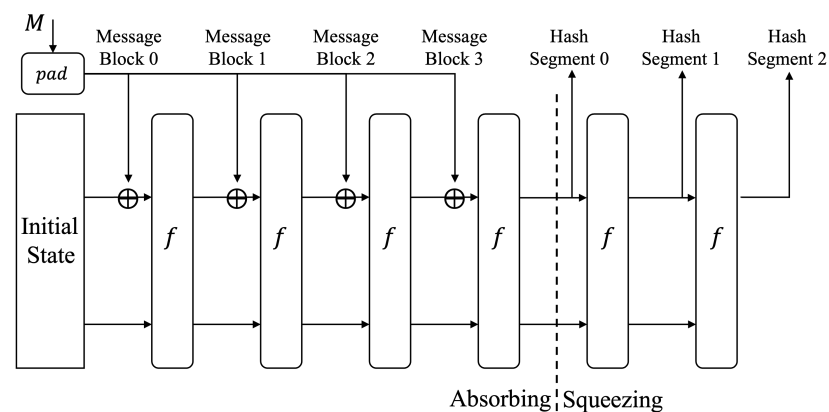 M
pad
Message
Block 0
Message
Block 1
Message
Block 2
Message
Block 3
Hash
Segment 0
Hash
Segment 1
Hash
Segment 2
Initial
State
f
f
f
f
f
f
Absorbing
Squeezing